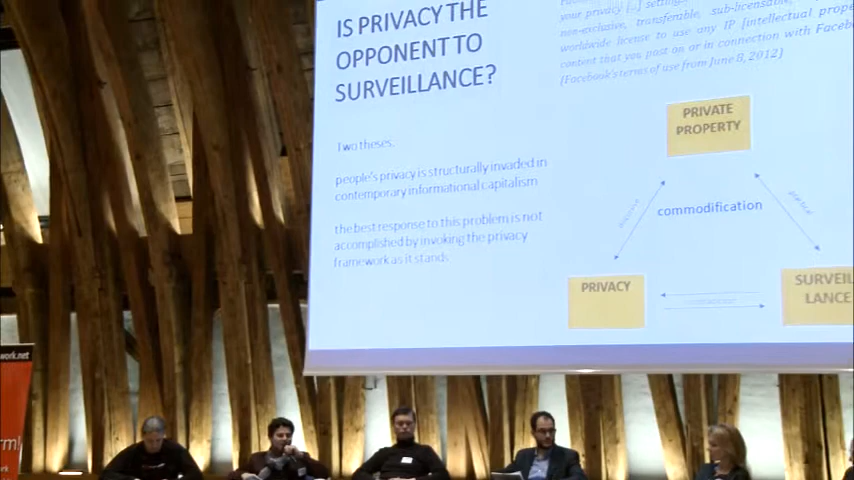 IS PRIVACY THE
OPPONENT TO
SURVEILLANCE?
your privacy [...] settings
non-exclusive, transferable, sub-licensable,
worldwide license to use any IP [intellectual
content that you post on or in connection with
(Facebook's terms of use from June 8, 2012)
Two theses:
people's privacy is structurally invaded in
contemporary informational capitalism
the best response to this problem is not
accomplished by invoking the privacy
framework as it stands.
PRIVATE
PROPERTY
commodification
PRIVACY
SURVEIL
LANCE
work.net